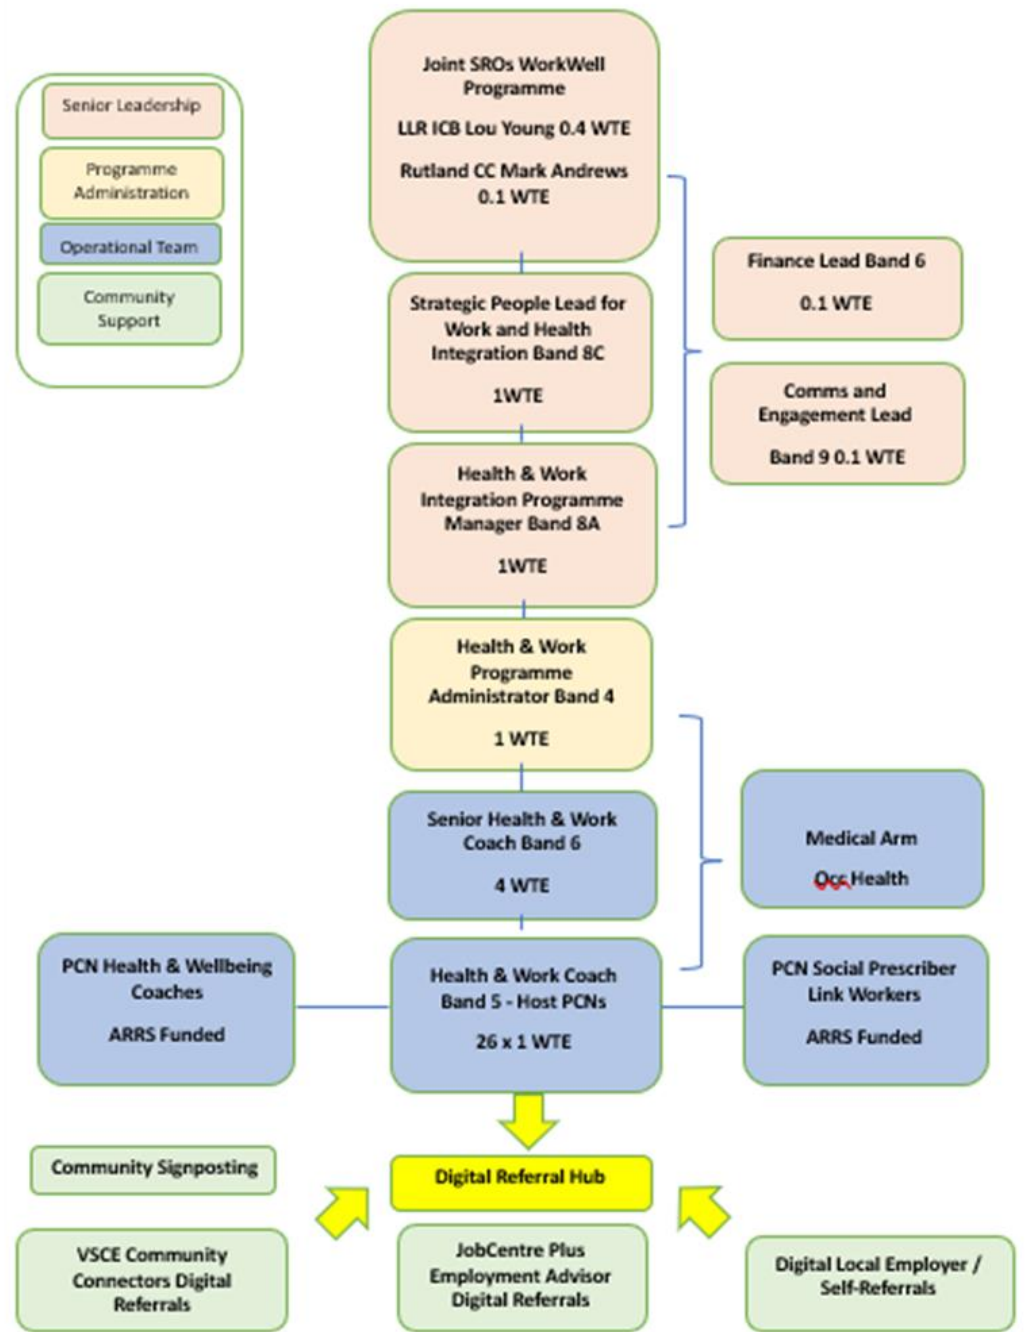 Joint SROs WorkWell
Programme
LLR ICB Lou Young 0.4 WTE
Rutland CC Mark Andrews
0.1 WTE
Senior Leadership
Programme
Administration
Operational Team
Community
Support
Finance Lead Band 6
0.1 WTE
Strategic People Lead for
Work and Health
Integration Band 8C
1WTE
Comms and
Engagement Lead
Band 9 0.1 WTE
Health & Work
Integration Programme
Manager Band 8A
1WTE
Health & Work
Programme
Administrator Band 4
1 WTE
Senior Health & Work
Coach Band 6
4 WTE
Medical Arm
Occ Health
PCN Health & Wellbeing
Coaches
ARRS Funded
Health & Work Coach
Band 5 - Host PCNs
26 x 1 WTE
PCN Social Prescriber
Link Workers
ARRS Funded
Community Signposting
Digital Referral Hub
VSCE Community
Connectors Digital
Referrals
JobCentre Plus
Employment Advisor
Digital Referrals
Digital Local Employer /
Self-Referrals